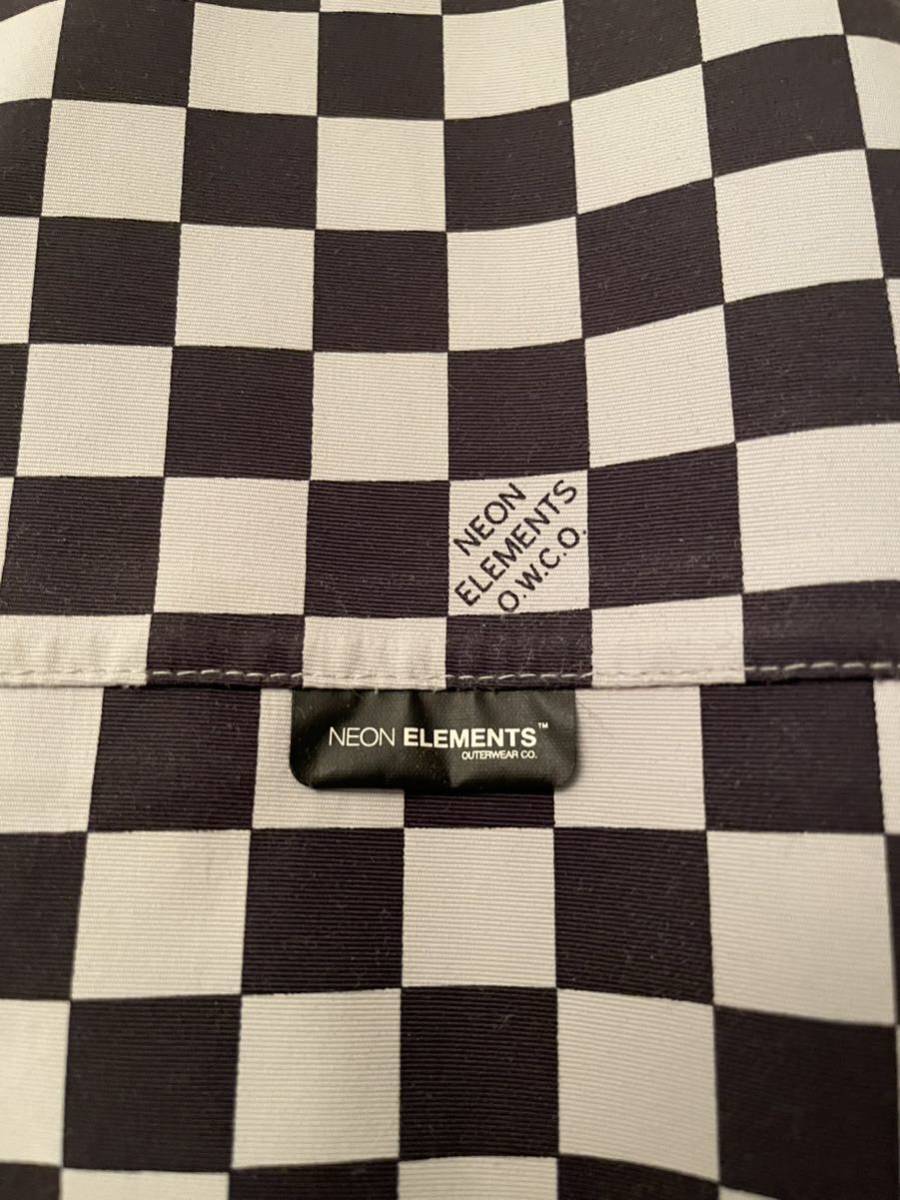 NEON
ELEMENTS
O.W.C.O.
NEON ELEMENTS™
OUTERWEAR CO.